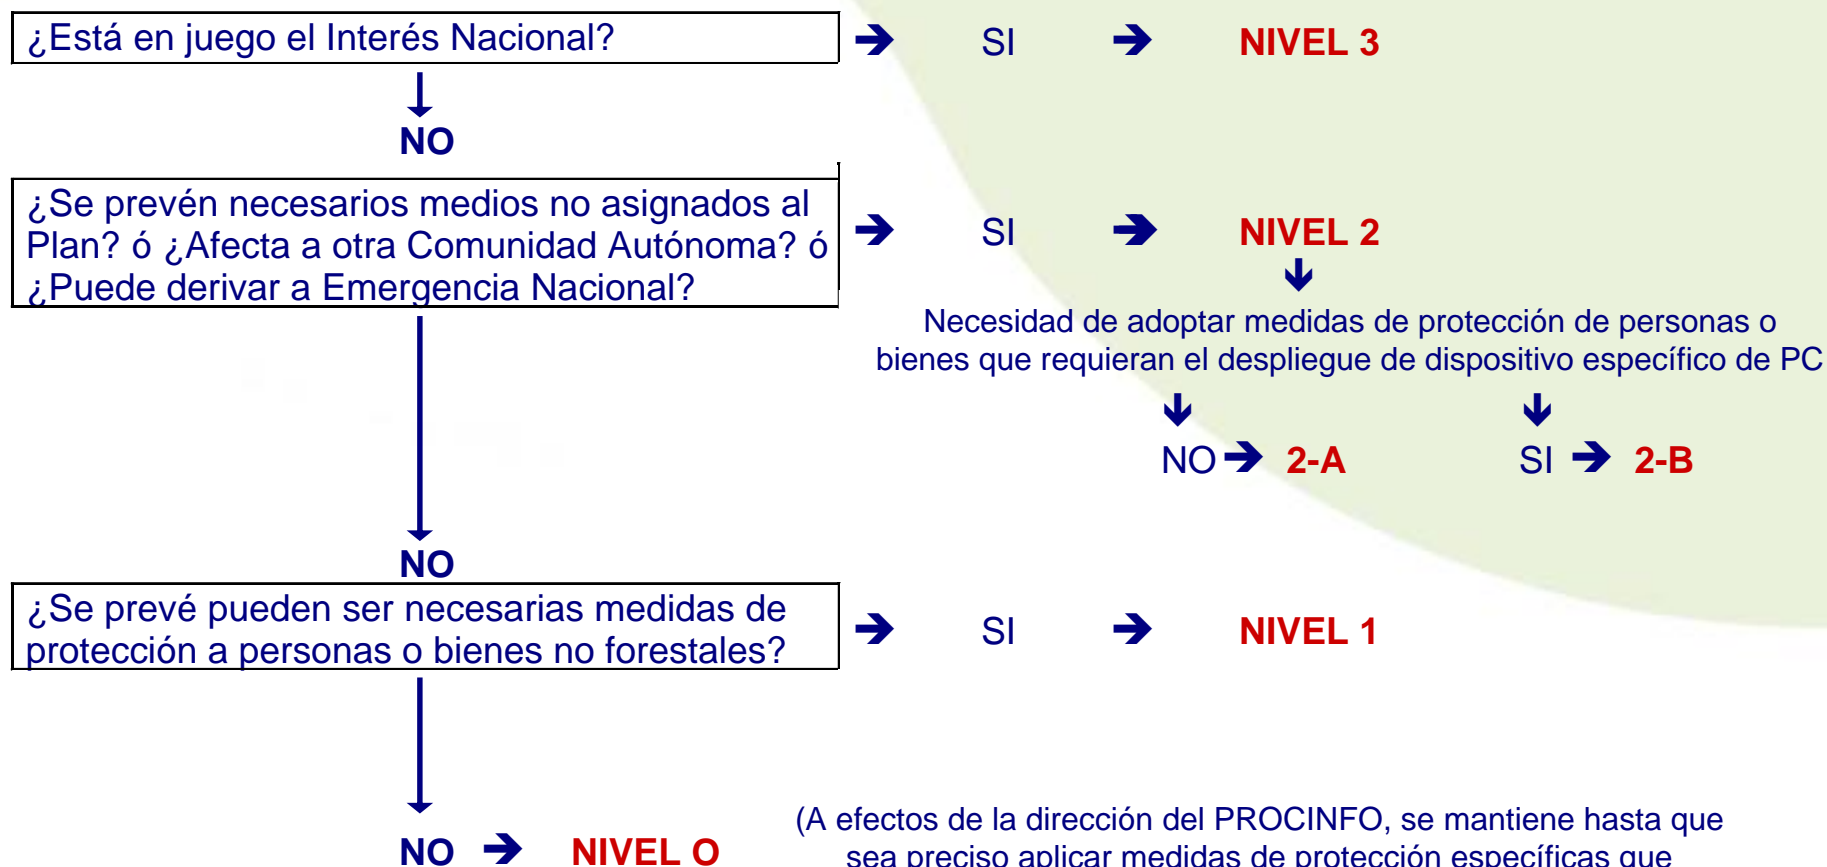 ¿Está en juego el Interés Nacional? ➔ SI ➔ NIVEL 3
NO
¿Se prevén necesarios medios no asignados al
Plan? ó ¿Afecta a otra Comunidad Autónoma? ó
¿Puede derivar a Emergencia Nacional?
➔ SI ➔ NIVEL 2
Necesidad de adoptar medidas de protección de personas o
bienes que requieran el despliegue de dispositivo específico de PC
NO ➔ 2-A SI ➔ 2-B
NO
¿Se prevé pueden ser necesarias medidas de
protección a personas o bienes no forestales?
➔ SI ➔ NIVEL 1
NO ➔ NIVEL O
(A efectos de la dirección del PROCINFO, se mantiene hasta que
sea preciso aplicar medidas de protección específicas que